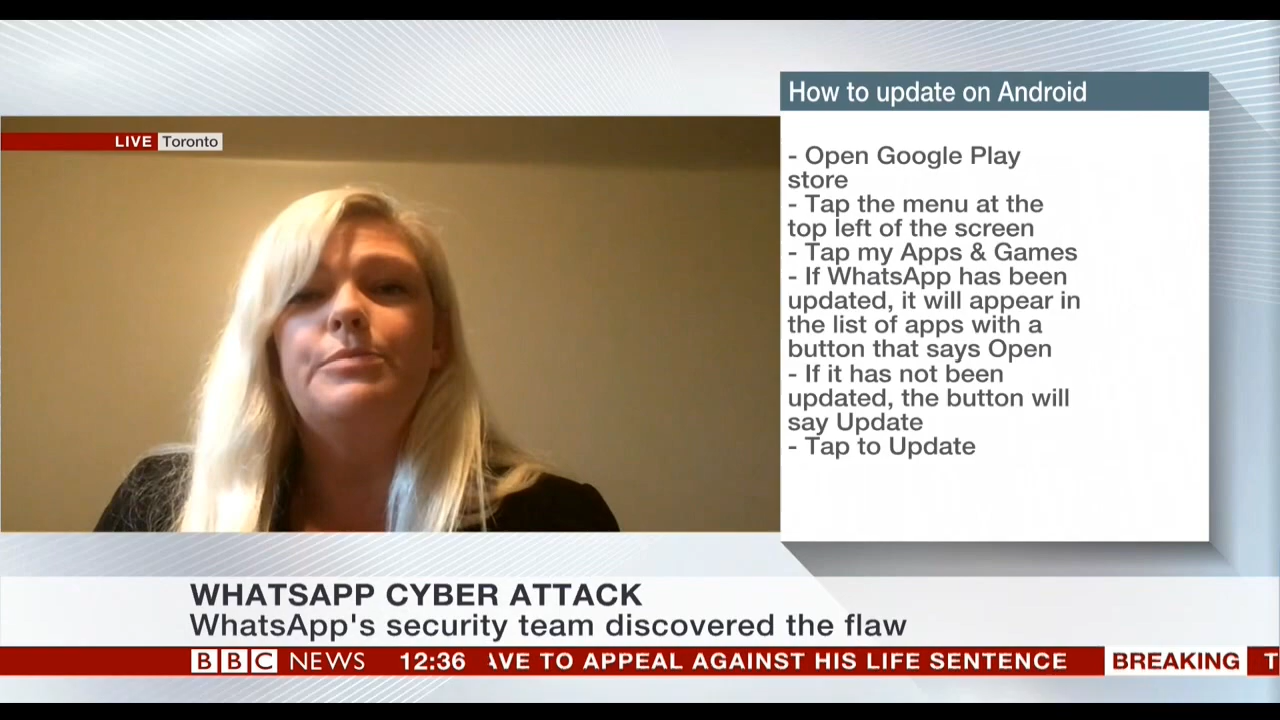 How to update on Android
LIVE Toronto
- Open Google Play
store
- Tap the menu at the
top left of the screen
- Tap my Apps & Games
- If WhatsApp has been
updated, it will appear in
the list of apps with a
button that says Open
- If it has not been
updated, the button will
say Update
- Tap to Update
WHATSAPP CYBER ATTACK
WhatsApp's security team discovered the flaw
BBC NEWS 12:36 AVE TO APPEAL AGAINST HIS LIFE SENTENCE BREAKING T